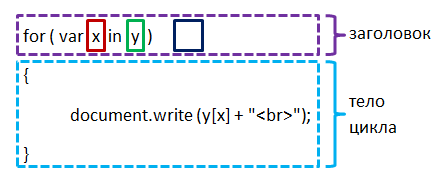 for ( var x in y )
заголовок
{
document.write (y[x] + "<br>");
}
тело
цикла